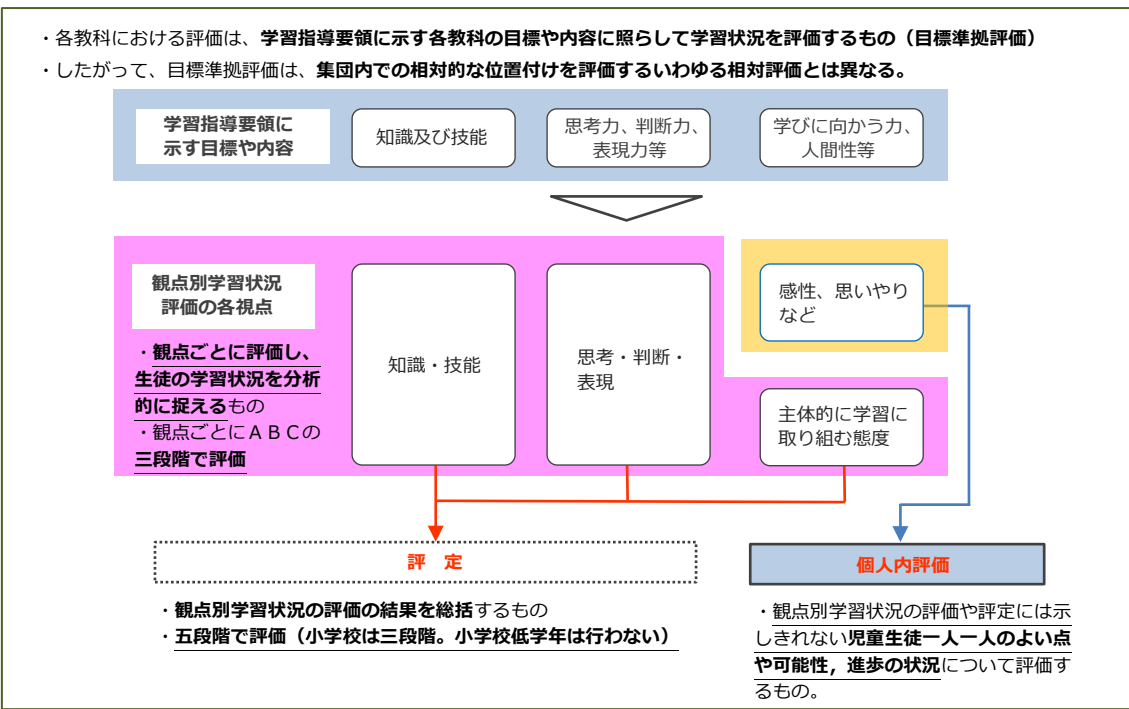 ・各教科における評価は、学習指導要領に示す各教科の目標や内容に照らして学習状況を評価するもの（目標準拠評価）
・したがって、目標準拠評価は、集団内での相対的な位置付けを評価するいわゆる相対評価とは異なる。
学習指導要領に
示す目標や内容
知識及び技能
思考力、判断力、
表現力等
学びに向かう力、
人間性等
観点別学習状況
評価の各視点
・観点ごとに評価し、
生徒の学習状況を分析
的に捉えるもの
・観点ごとにＡＢＣの
三段階で評価
知識・技能
思考・判断・
表現
感性、思いやり
など
主体的に学習に
取り組む態度
評　定
・観点別学習状況の評価の結果を総括するもの
・五段階で評価（小学校は三段階。小学校低学年は行わない）
個人内評価
・観点別学習状況の評価や評定には示
しきれない児童生徒一人一人のよい点
や可能性，進歩の状況について評価す
るもの。